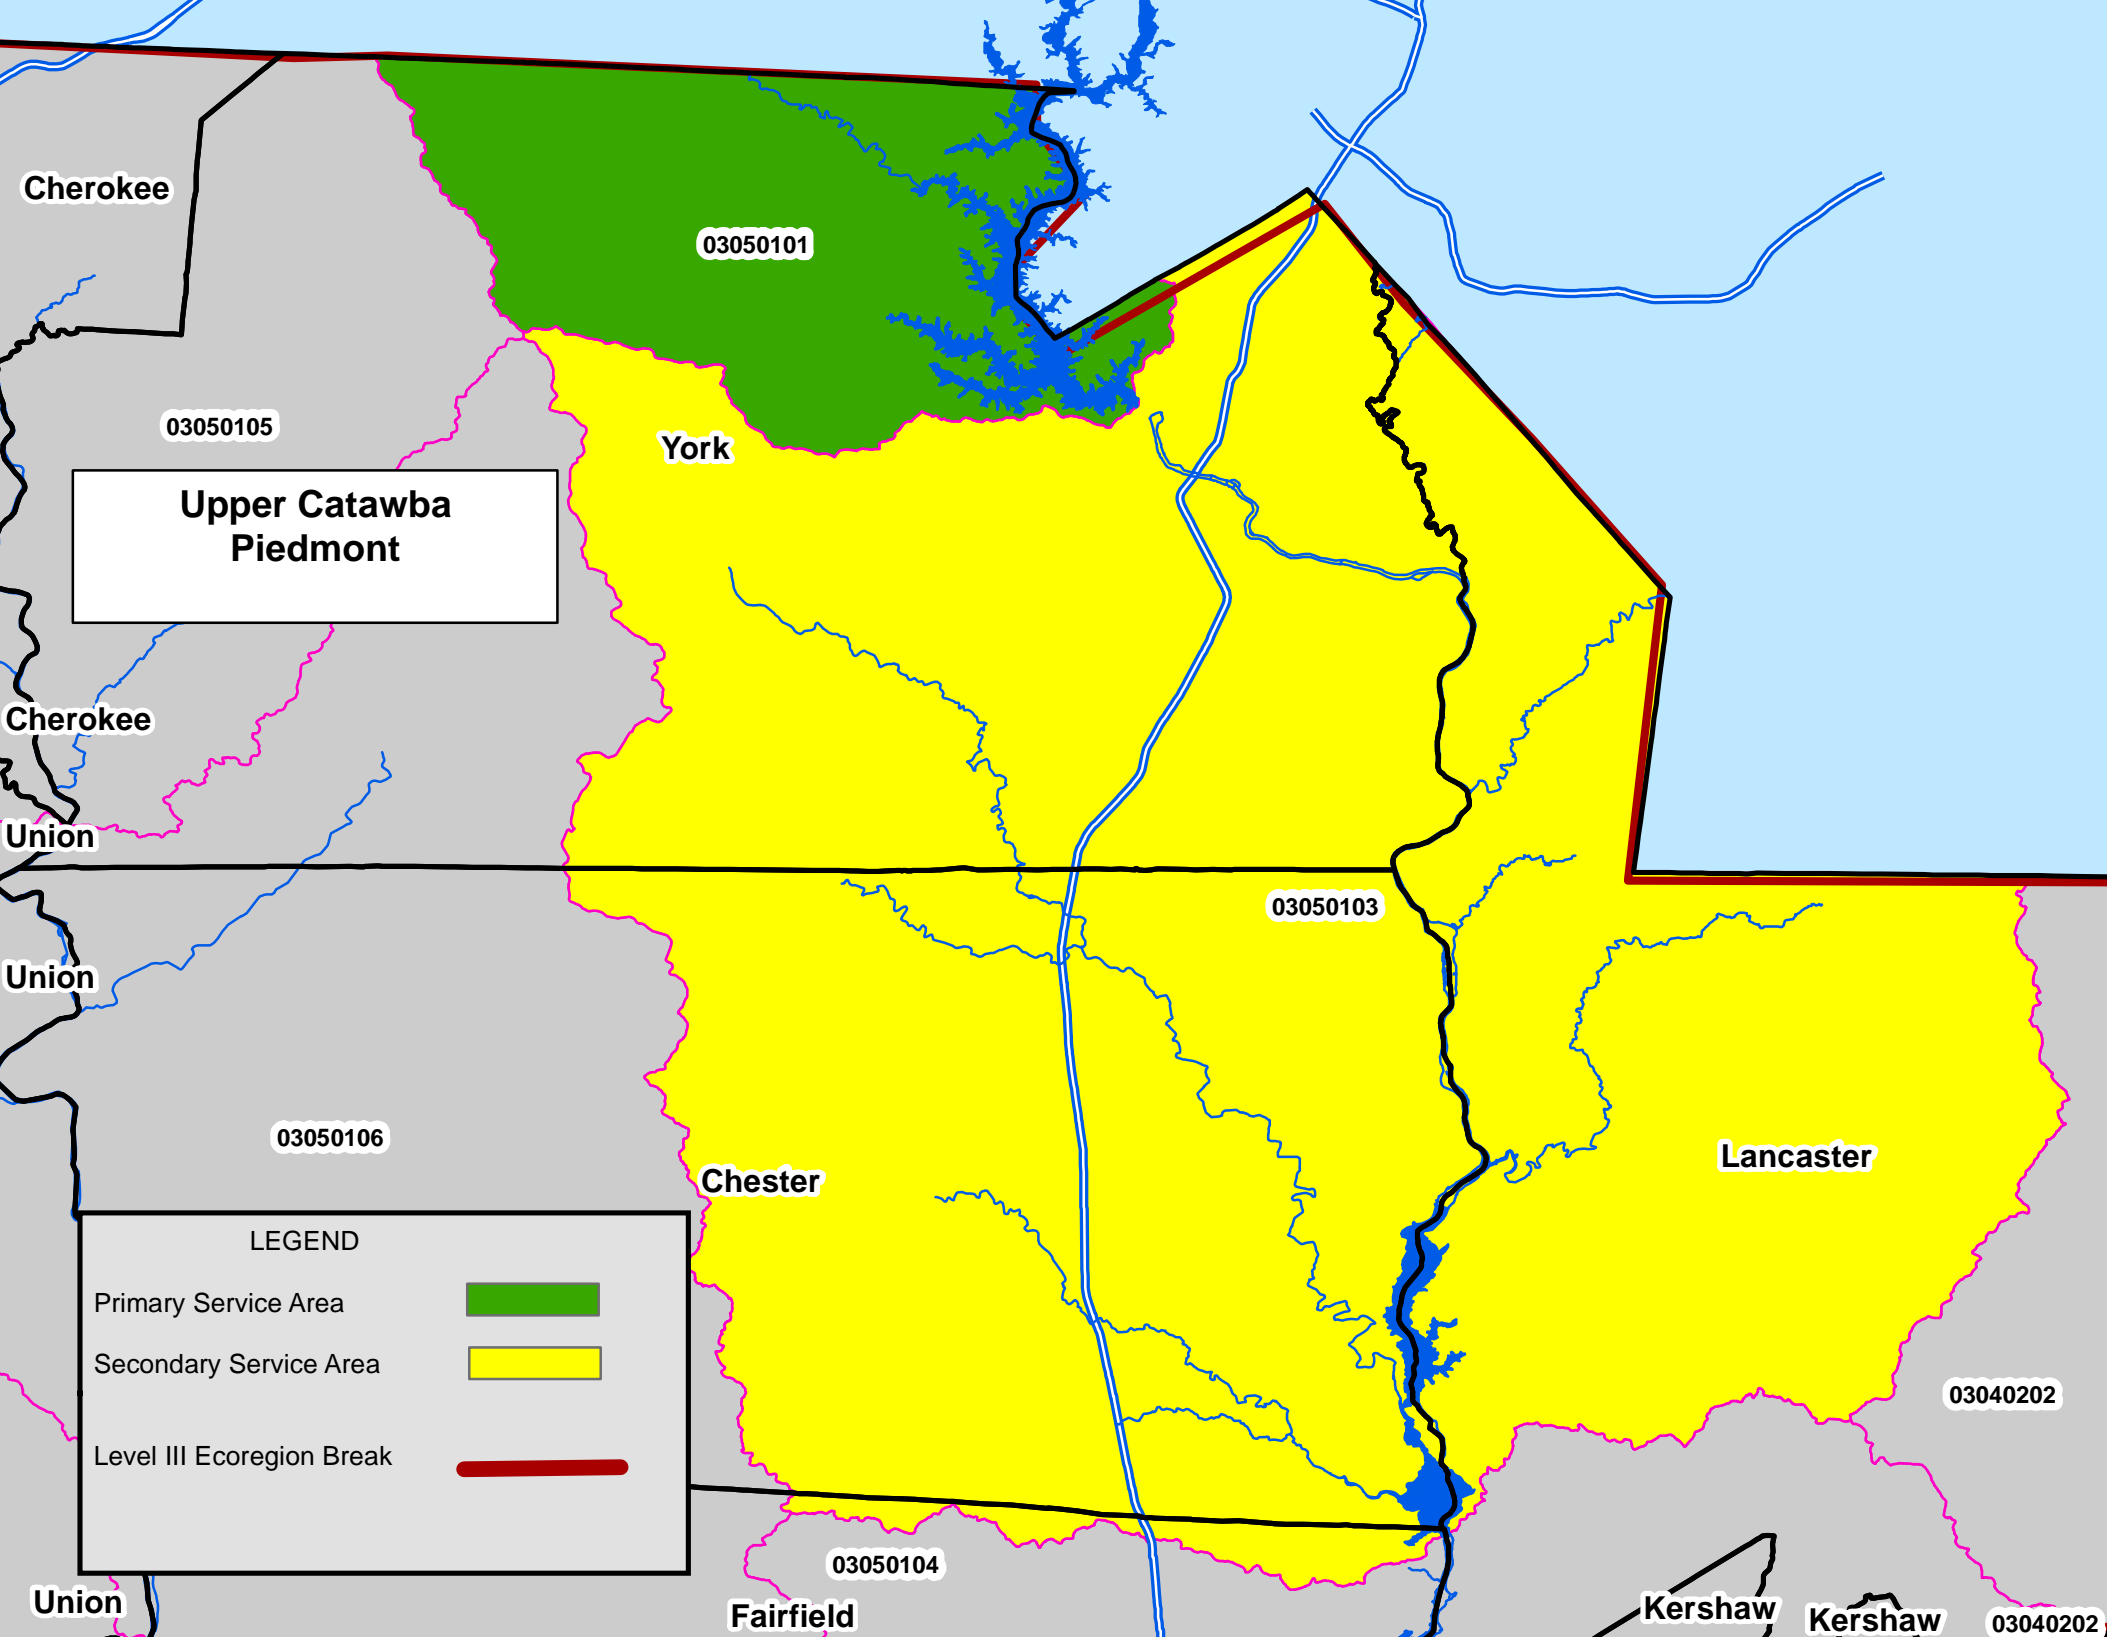 Cherokee
03050101
03050105
York
Upper Catawba
Piedmont
Cherokee
Union
03050103
Union
03050106
Lancaster
Chester
LEGEND
Primary Service Area
Secondary Service Area
Level III Ecoregion Break
03040202
03050104
Union
Fairfield
Kershaw
Kershaw
03040202